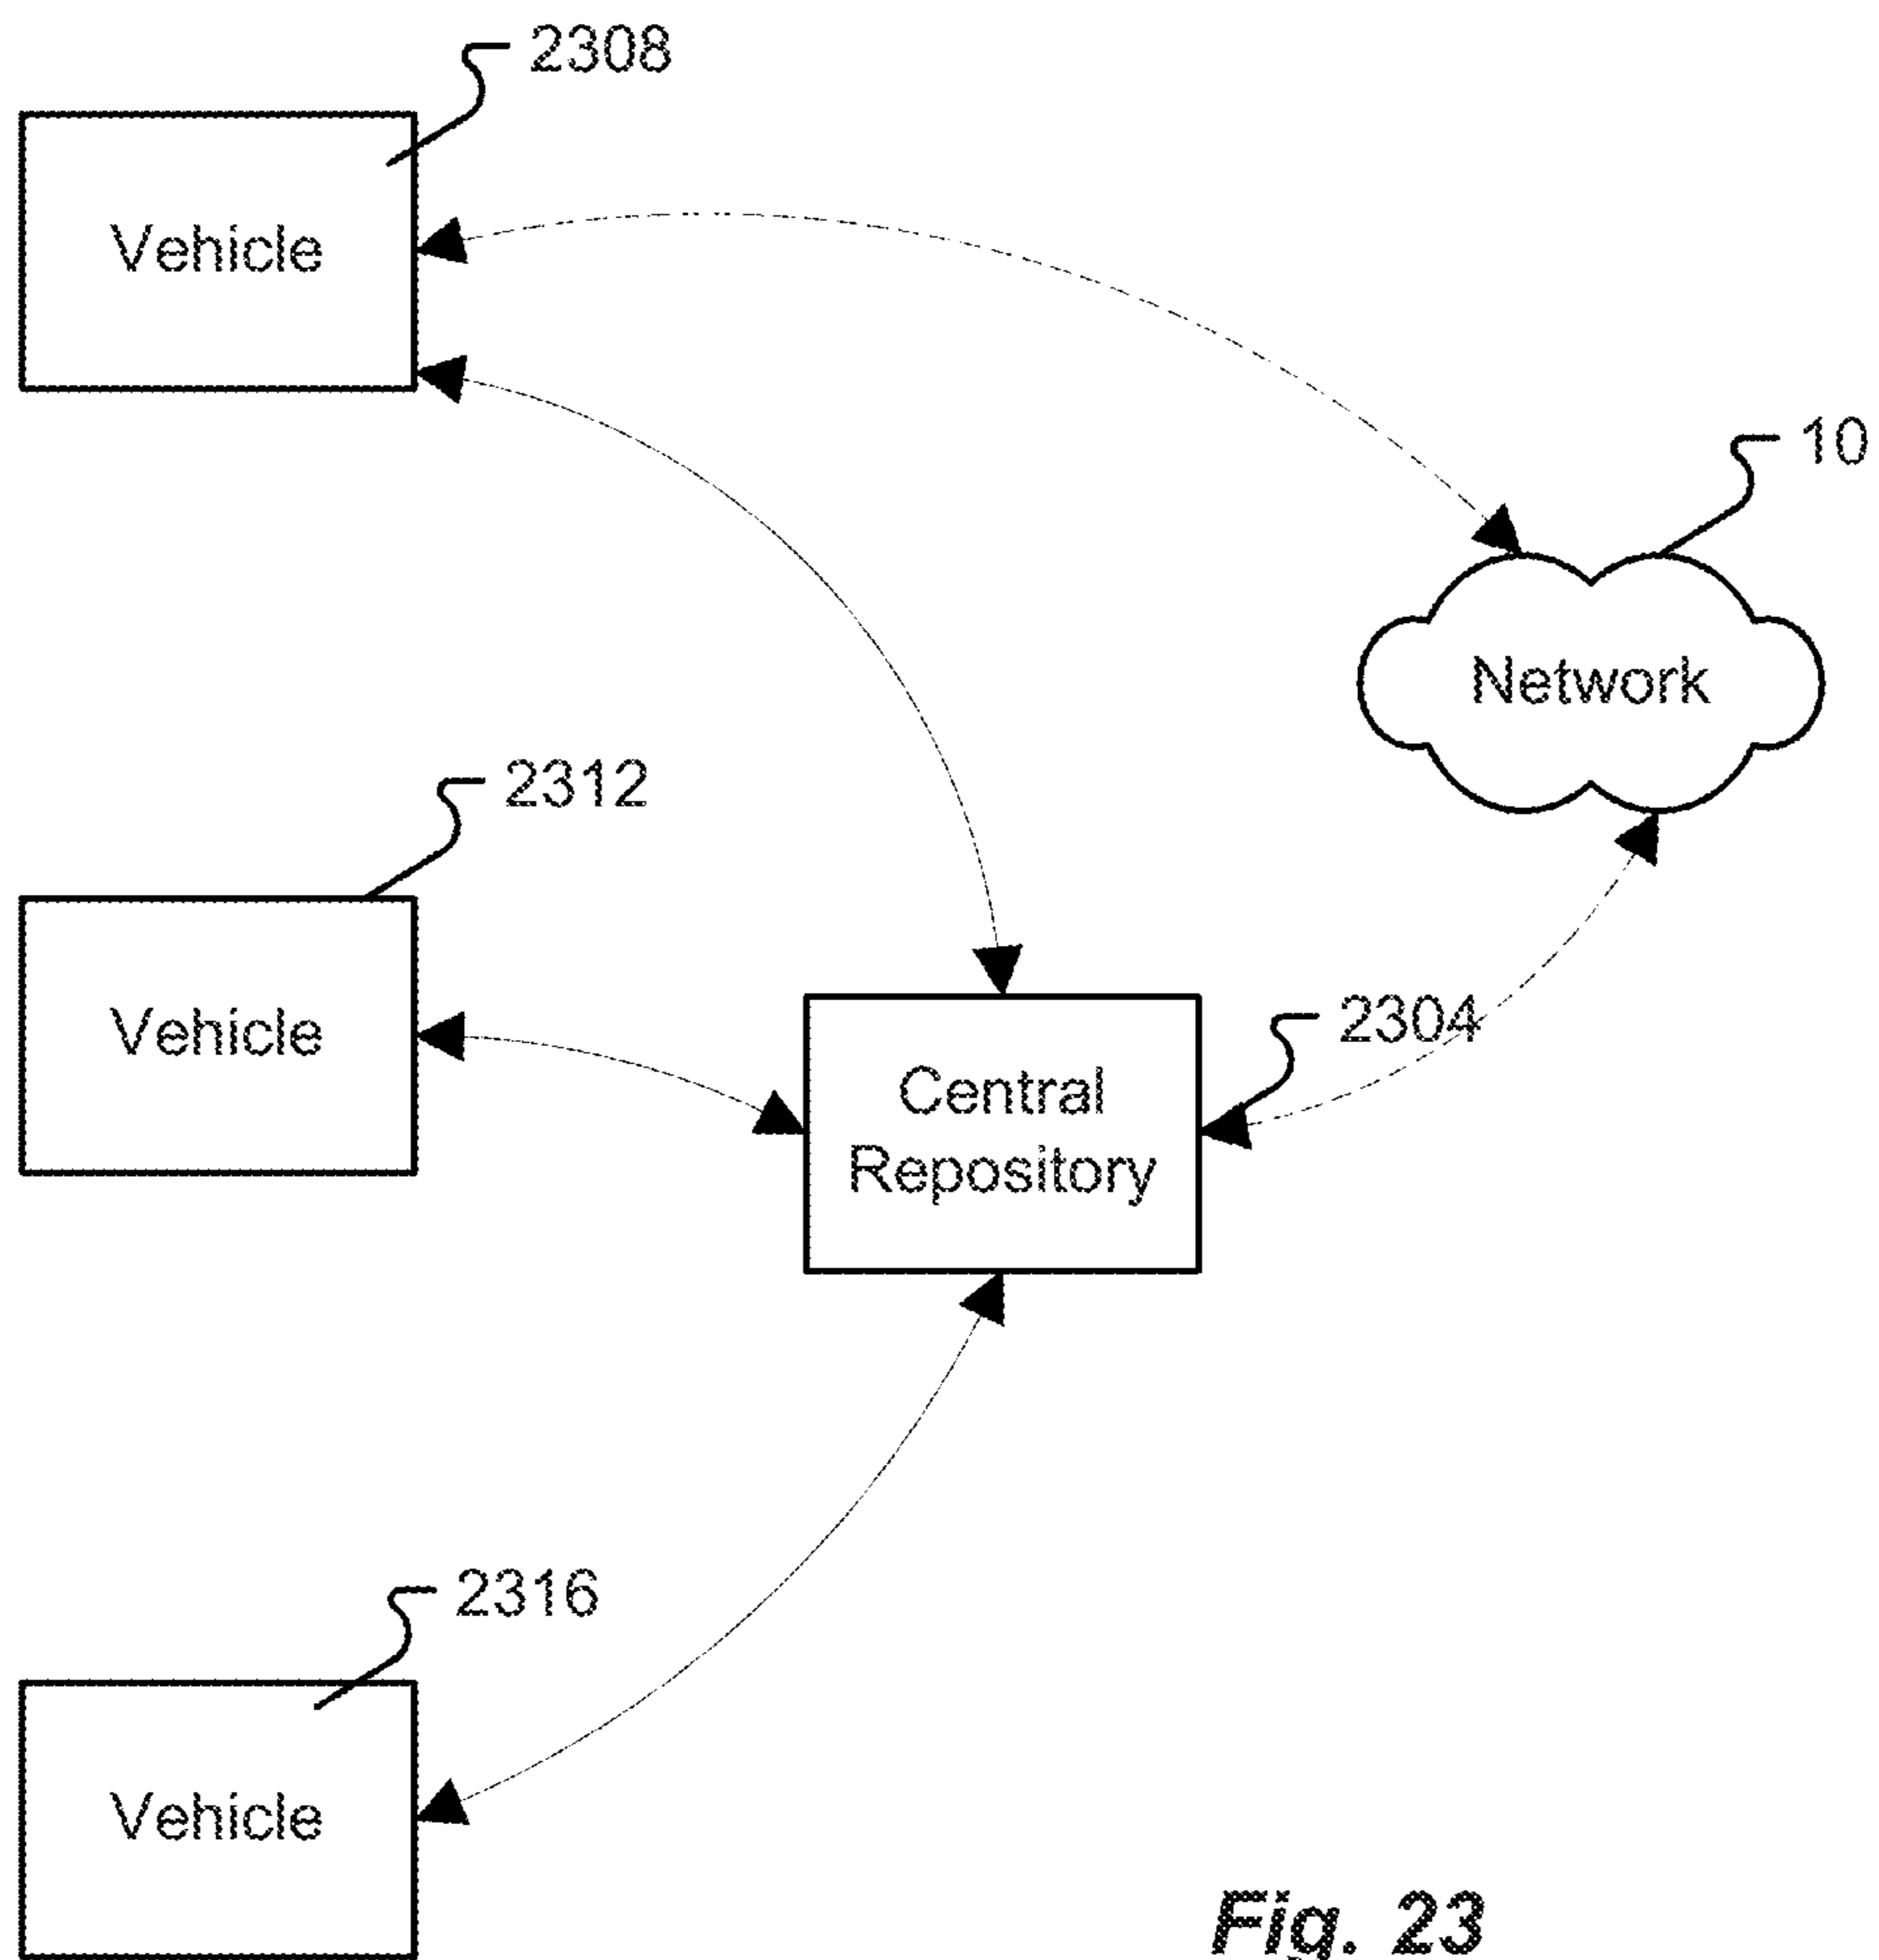 2308
Vehicle
10
Network
2312
Vehicle
2304
Central
Repository
2316
Vehicle
Fig. 23